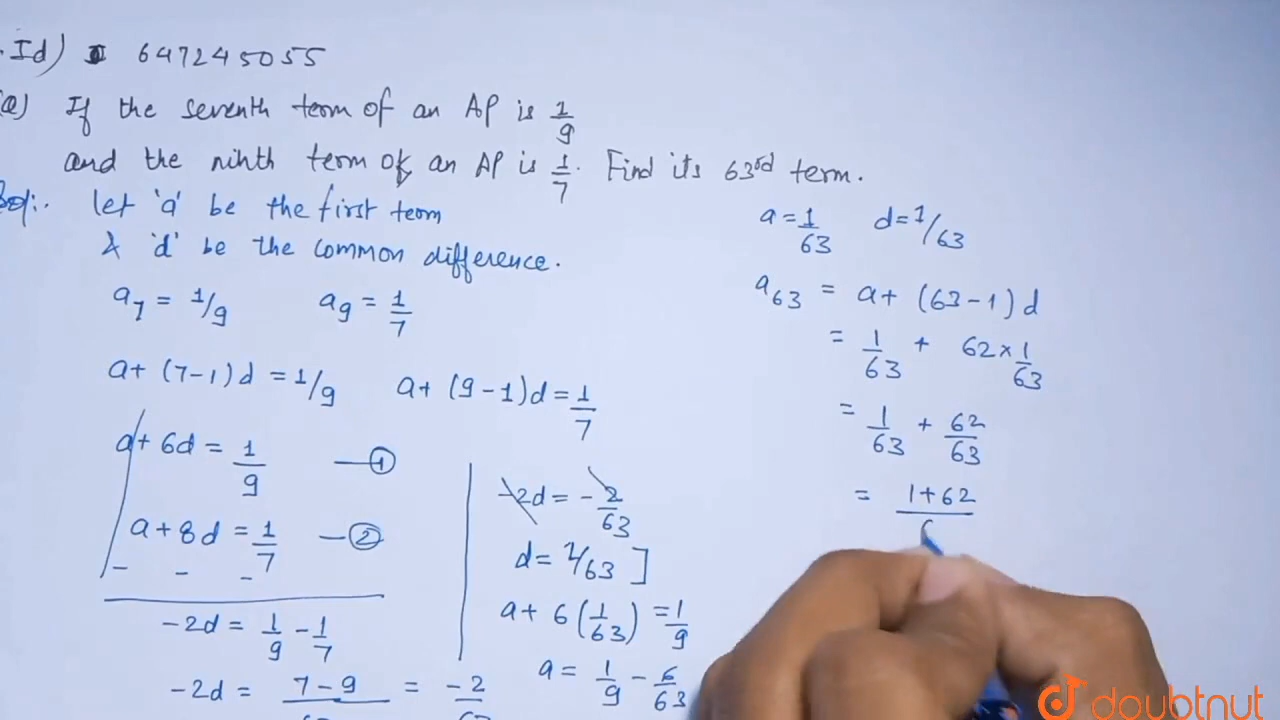 .Id) 647245055
(Q) If the seventh term of an AP is 1/9
and the ninth term of an AP is 1/7. Find its 63rd term.
Sol:. let 'a' be the first term
& 'd' be the common difference.
a7 = 1/9 a9 = 1/7
a+ (7-1)d = 1/9 a+ (9-1)d = 1/7
a+ 6d = 1/9 —①
a+8d = 1/7 —②
- - -
-2d = 1/9 - 1/7
-2d = 7-9 = -2
-2d = -2/63
d= 1/63 ]
a+ 6(1/63) = 1/9
a= 1/9 - 6/63
a = 1/63 d= 1/63
a63 = a+ (63-1)d
= 1/63 + 62×1/63
= 1/63 + 62/63
= 1+62
doubtnut